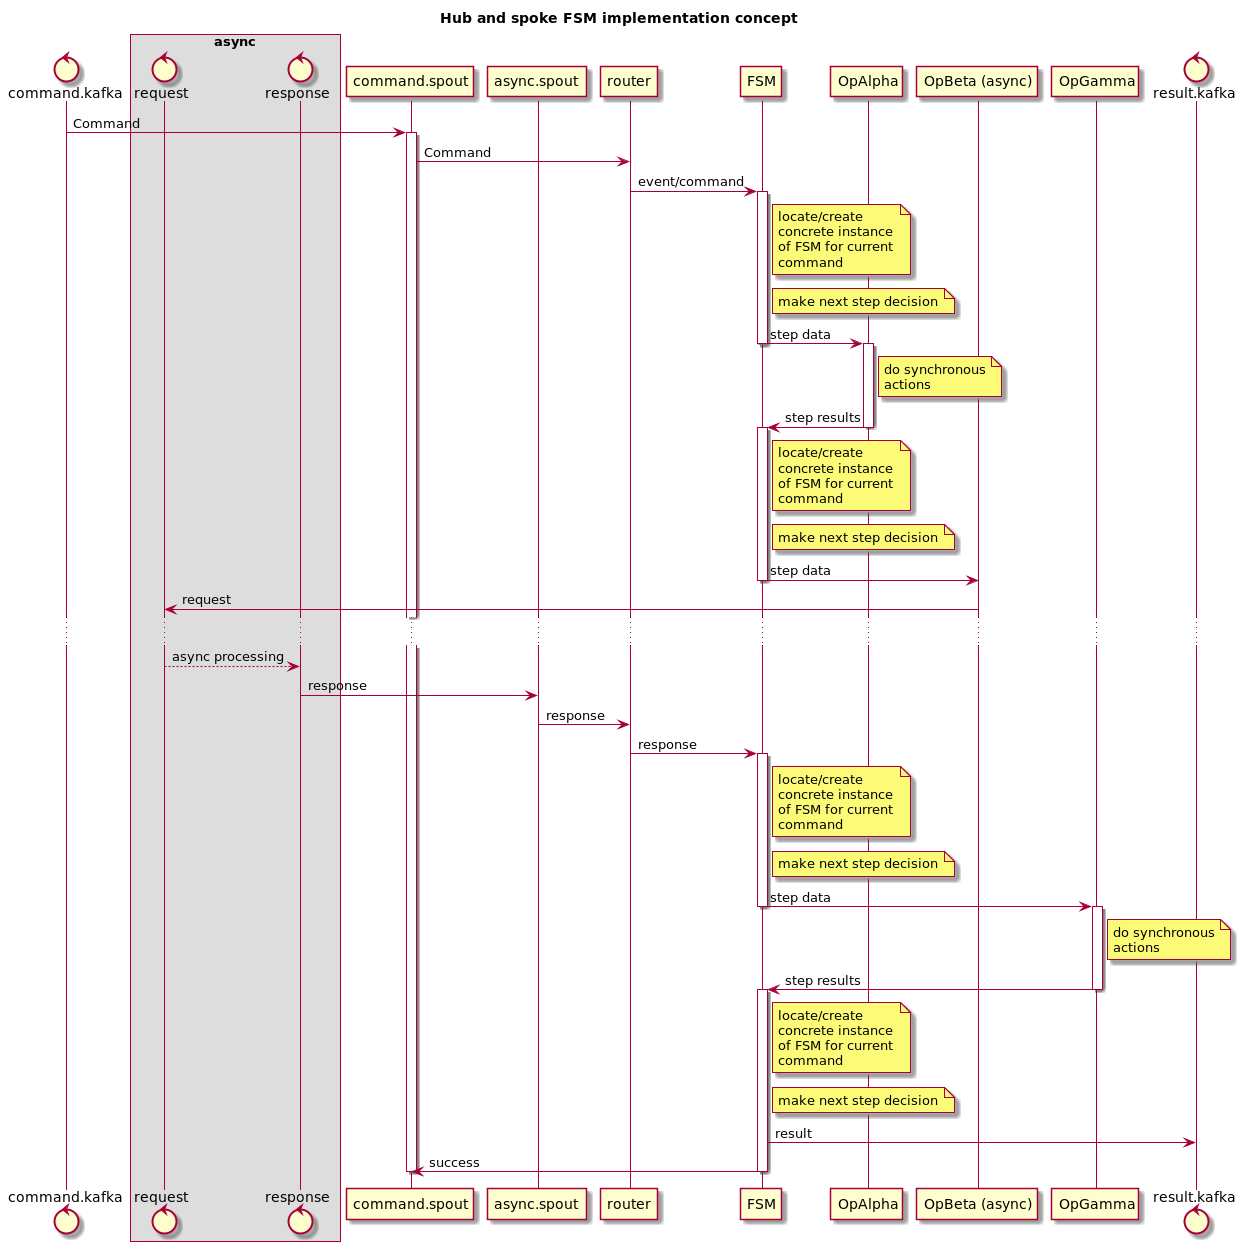 Hub and spoke FSM implementation concept
async
command.kafka
request
response
command.spout
async.spout
router
FSM
OpAlpha
OpBeta (async)
OpGamma
result.kafka
Command
Command
event/command
locate/create
concrete instance
of FSM for current
command
make next step decision
step data
do synchronous
actions
step results
locate/create
concrete instance
of FSM for current
command
make next step decision
step data
request
async processing
response
response
response
locate/create
concrete instance
of FSM for current
command
make next step decision
step data
do synchronous
actions
step results
locate/create
concrete instance
of FSM for current
command
make next step decision
result
success
command.kafka
request
response
command.spout
async.spout
router
FSM
OpAlpha
OpBeta (async)
OpGamma
result.kafka